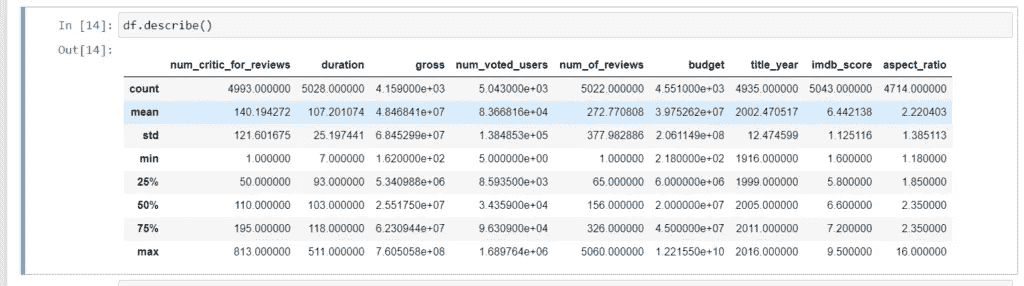 In [14]: df.describe()
Out[14]:
num_critic_for_reviews duration gross num_voted_users num_of_reviews budget title_year imdb_score aspect_ratio
count 4993.000000 5028.000000 4.159000e+03 5.043000e+03 5022.000000 4.551000e+03 4935.000000 5043.000000 4714.000000
mean 140.194272 107.201074 4.846841e+07 8.366816e+04 272.770808 3.975262e+07 2002.470517 6.442138 2.220403
std 121.601675 25.197441 6.845299e+07 1.384853e+05 377.982886 2.061149e+08 12.474599 1.125116 1.385113
min 1.000000 7.000000 1.620000e+02 5.000000e+00 1.000000 2.180000e+02 1916.000000 1.600000 1.180000
25% 50.000000 93.000000 5.340988e+06 8.593500e+03 65.000000 6.000000e+06 1999.000000 5.800000 1.850000
50% 110.000000 103.000000 2.551750e+07 3.435900e+04 156.000000 2.000000e+07 2005.000000 6.600000 2.350000
75% 195.000000 118.000000 6.230944e+07 9.630900e+04 326.000000 4.500000e+07 2011.000000 7.200000 2.350000
max 813.000000 511.000000 7.605058e+08 1.689764e+06 5060.000000 1.221550e+10 2016.000000 9.500000 16.000000